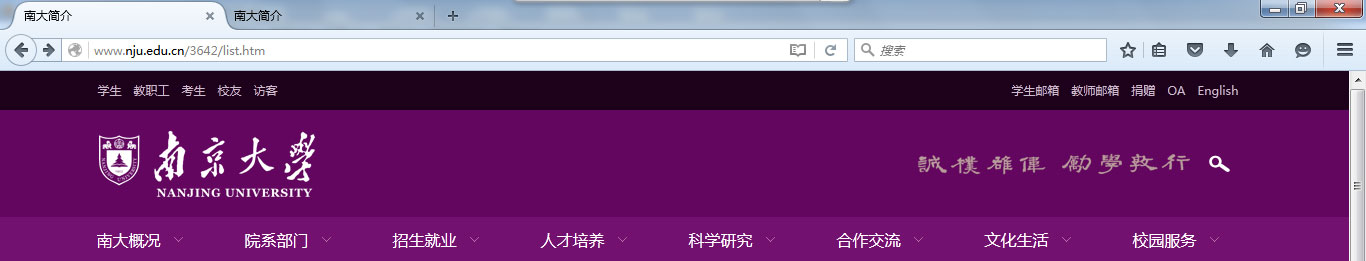 南大简介 南大简介
www.nju.edu.cn/3642/list.htm 搜索
学生 教职工 考生 校友 访客 学生邮箱 教师邮箱 捐赠 OA English
南京大學 誠樸雄偉 勵學敦行
NANJING UNIVERSITY
南大概况 院系部门 招生就业 人才培养 科学研究 合作交流 文化生活 校园服务